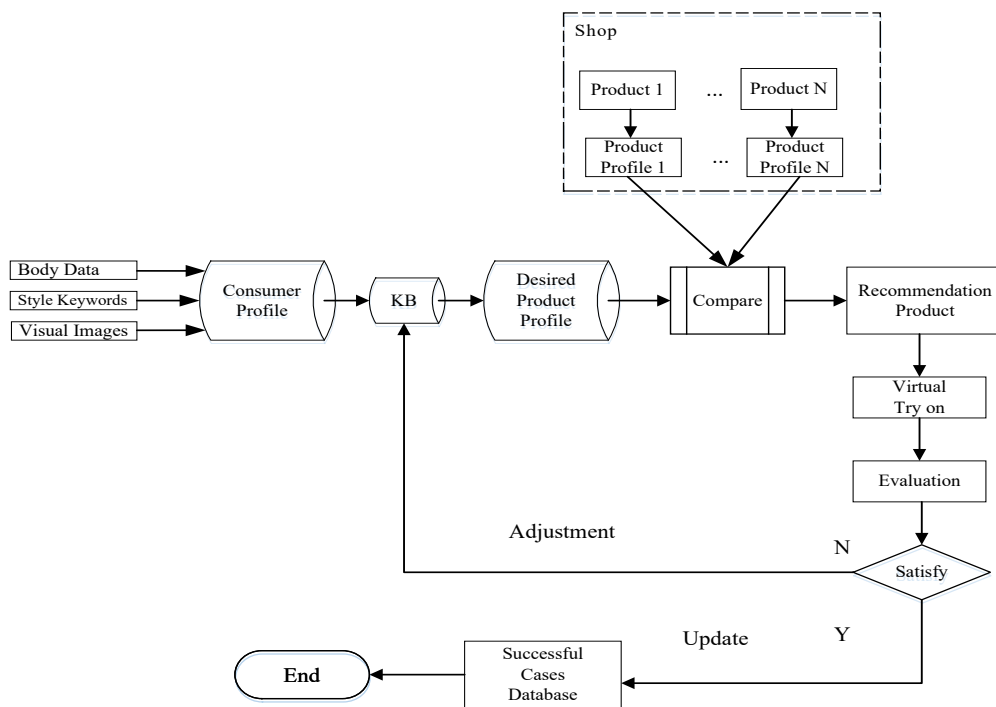 Shop
Product 1
...
Product N
Product
Profile 1
...
Product
Profile N
Body Data
Style Keywords
Visual Images
Consumer
Profile
KB
Desired
Product
Profile
Compare
Recommendation
Product
Virtual
Try on
Evaluation
Adjustment
N
Satisfy
Update
Y
Successful
Cases
Database
End